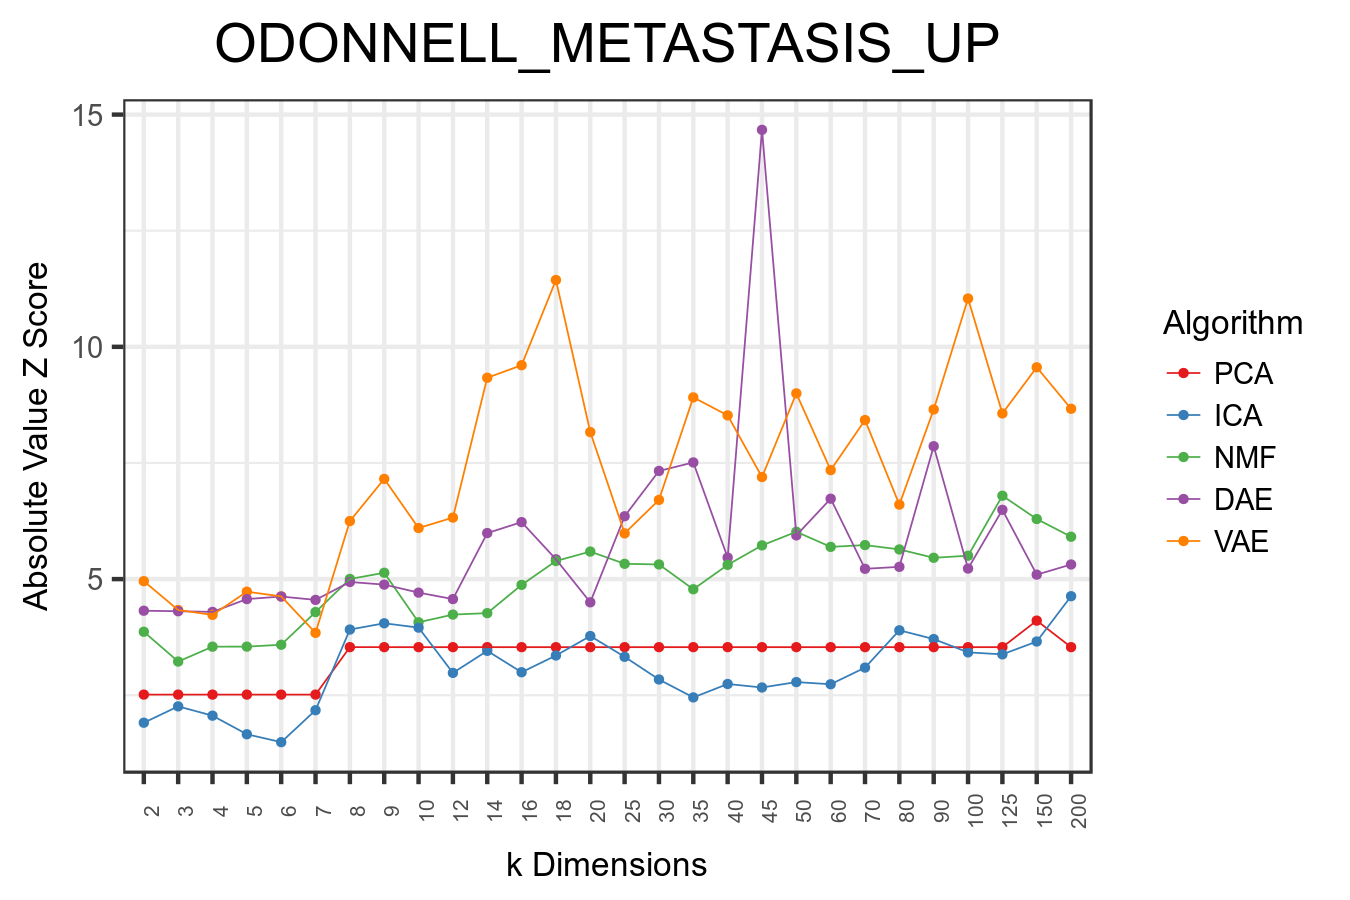 ODONNELL_METASTASIS_UP
Absolute Value Z Score
15
10
5
2 3 4 5 6 7 8 9 10 12 14 16 18 20 25 30 35 40 45 50 60 70 80 90 100 125 150 200
k Dimensions
Algorithm
PCA
ICA
NMF
DAE
VAE